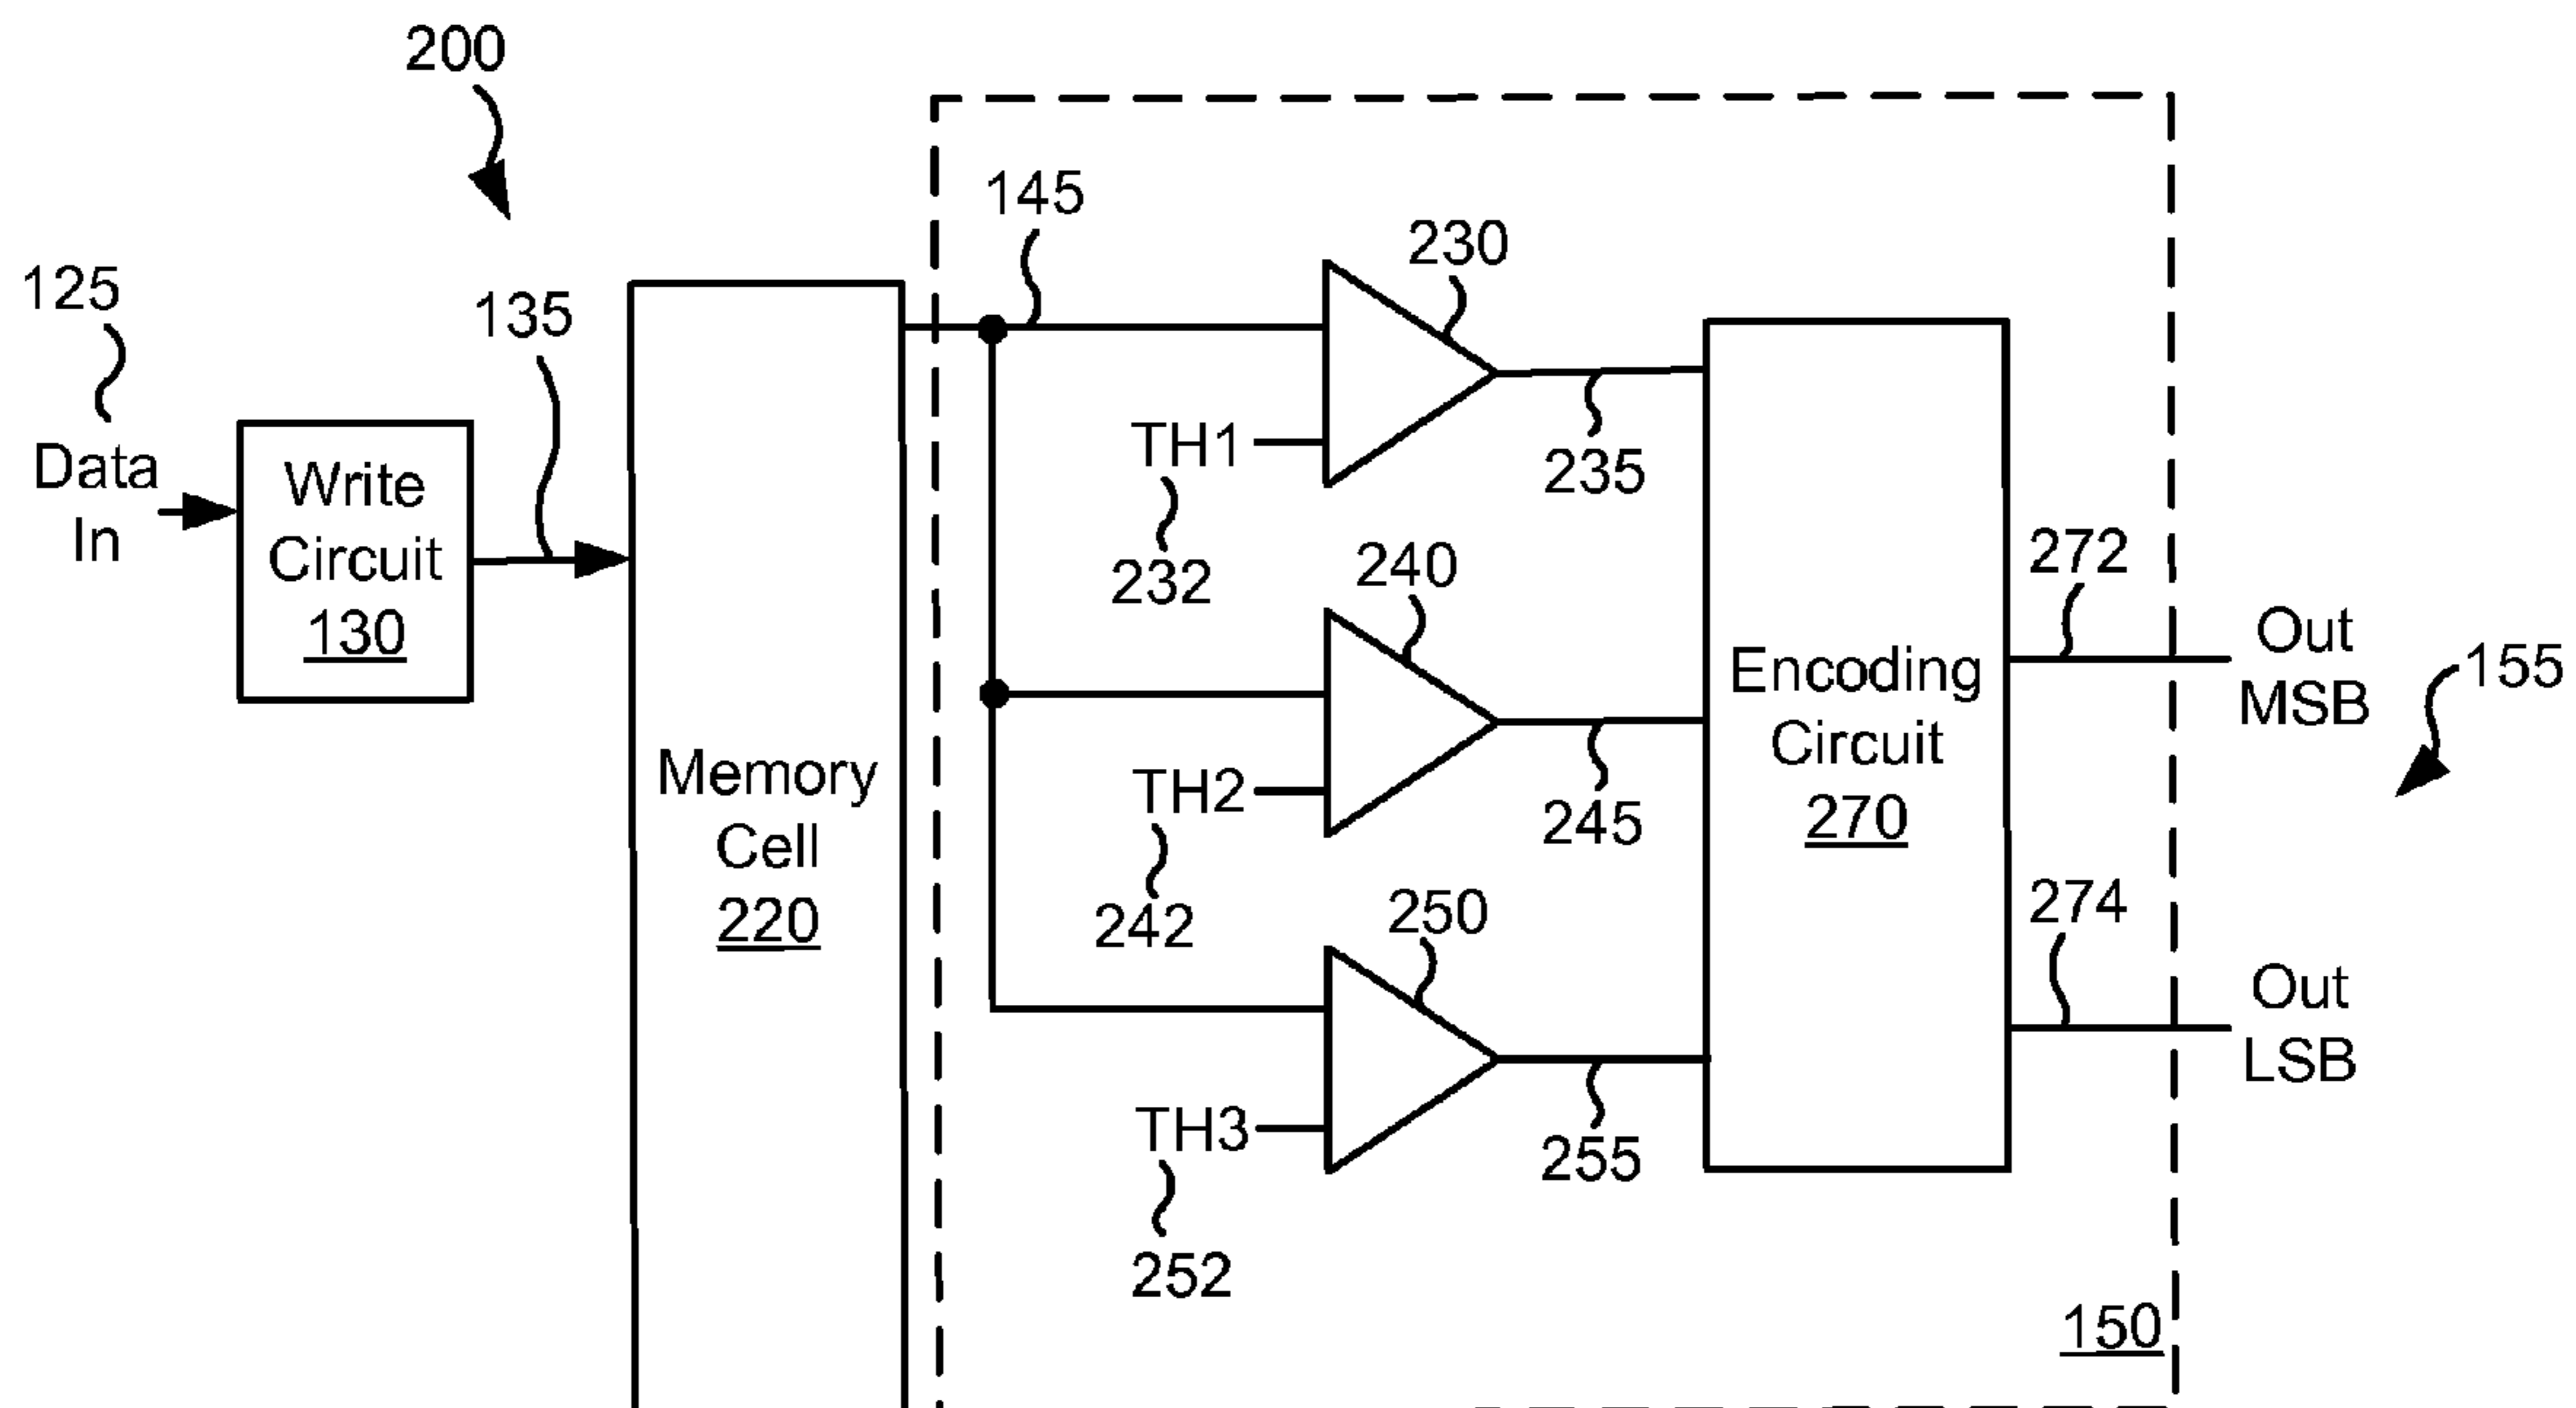 200
145
230
125
135
Data
In
Write
Circuit
130
TH1
232
235
240
272
Out
MSB
155
Memory
Cell
220
TH2
242
245
Encoding
Circuit
270
250
274
Out
LSB
TH3
252
255
150